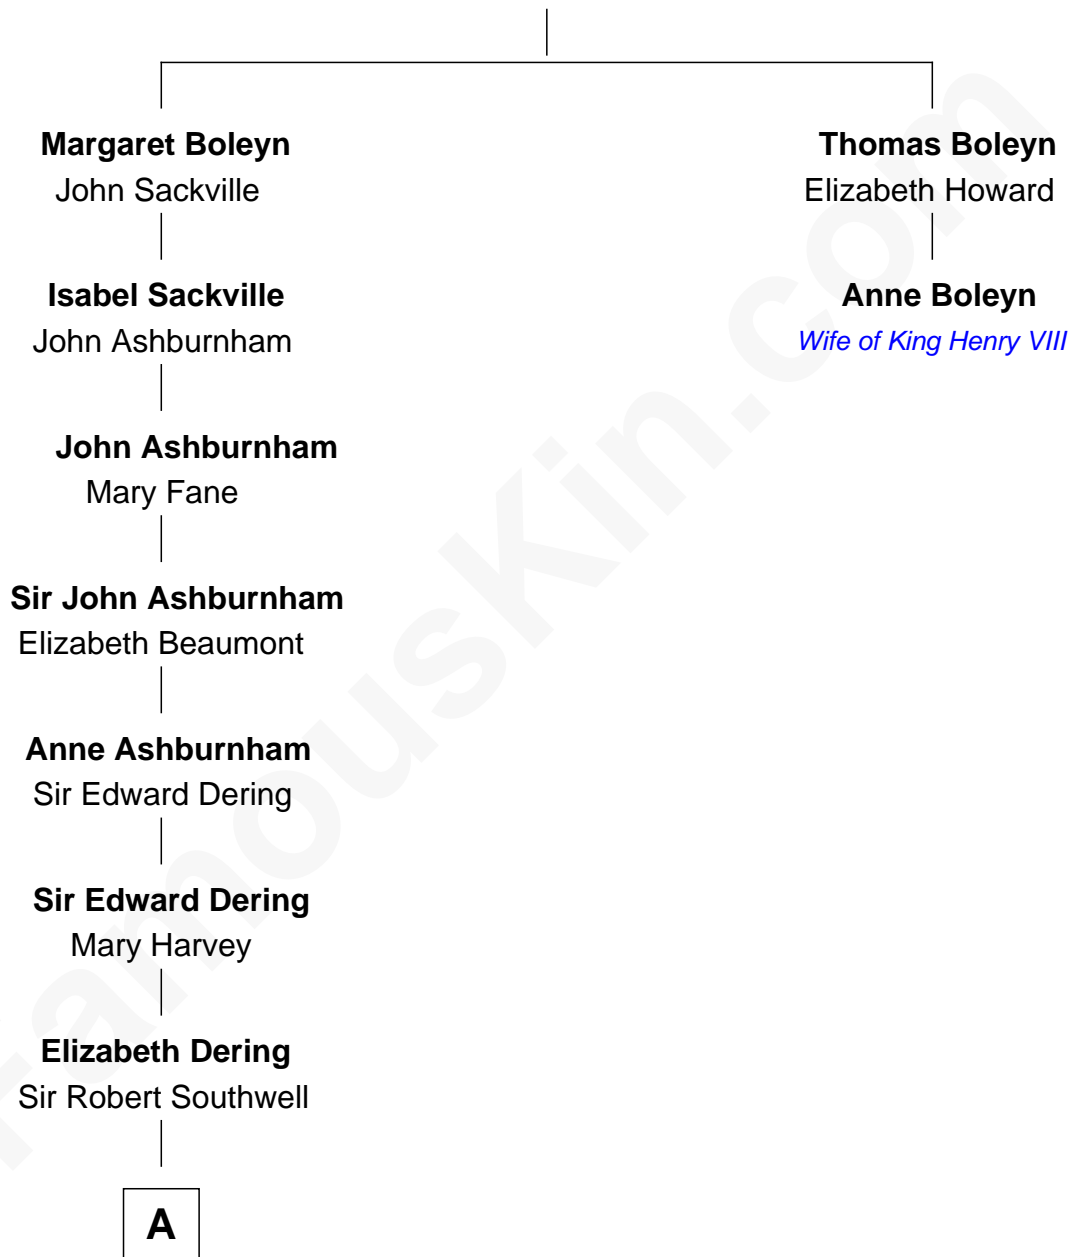 Margaret Boleyn
John Sackville
Thomas Boleyn
Elizabeth Howard
Isabel Sackville
John Ashburnham
Anne Boleyn
Wife of King Henry VIII
John Ashburnham
Mary Fane
Sir John Ashburnham
Elizabeth Beaumont
Anne Ashburnham
Sir Edward Dering
Sir Edward Dering
Mary Harvey
Elizabeth Dering
Sir Robert Southwell
A
FamousKin.com